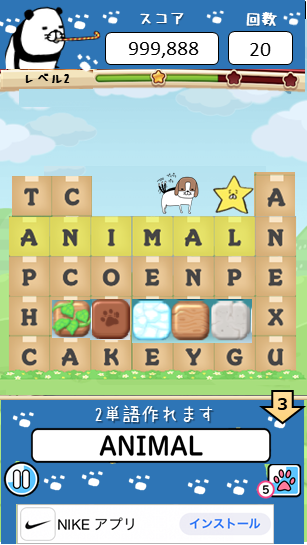 スコア 回数
999,888 20
レベル2
T C A
A N I M A L N
P C O E N P E
H X
C A K E Y G U
3
2単語作れます
ANIMAL
5
NIKE アプリ インストール